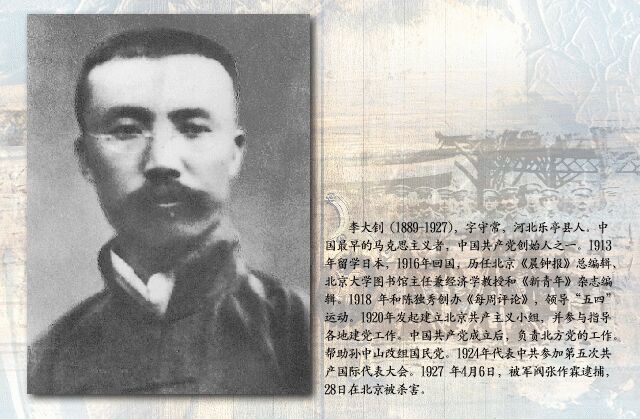 李大钊（1889-1927），字守常，河北乐亭县人。中
国最早的马克思主义者，中国共产党创始人之一。1913
年留学日本，1916年回国，历任北京《晨钟报》总编辑、
北京大学图书馆主任兼经济学教授和《新青年》杂志编
辑。1918 年和陈独秀创办《每周评论》，领导“五四”
运动。1920年发起建立北京共产主义小组，并参与指导
各地建党工作。中国共产党成立后，负责北方党的工作。
帮助孙中山改组国民党。1924年代表中共参加第五次共
产国际代表大会。1927 年4月6日，被军阀张作霖逮捕，
28日在北京被杀害。